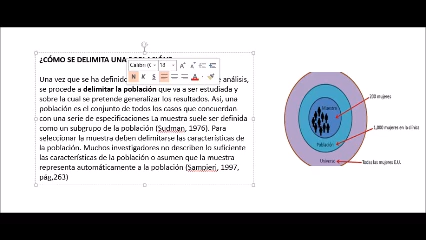 ¿CÓMO SE DELIMITA UNA
Calibri (C 18
N K S
Una vez que se ha definido análisis,
se procede a delimitar la población que va a ser estudiada y
sobre la cual se pretende generalizar los resultados. Asi, una
población es el conjunto de todos los casos que concuerdan
con una serie de especificaciones La muestra suele ser definida
como un subgrupo de la población (Sudman, 1976). Para
seleccionar la muestra deben delimitarse las características de
la población. Muchos investigadores no describen lo suficiente
las características de la población o asumen que la muestra
representa automáticamente a la población (Sampieri, 1997,
pág,263)
200 mujeres
Muestra
1,000 mujeres en la clínica
Población
Universo
Todas las mujeres E.U.